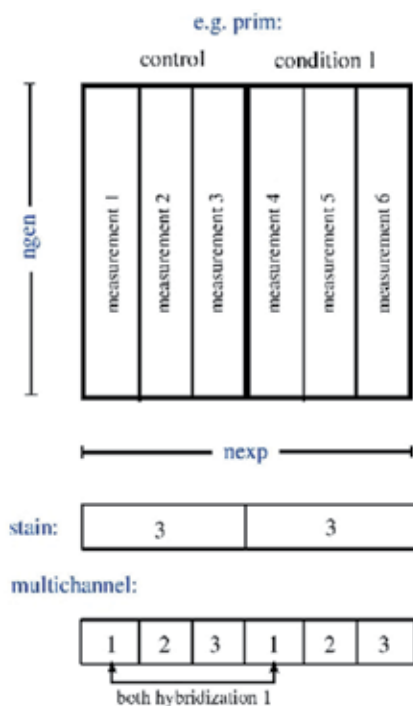 e.g. prim:
control condition 1
ngen
measurement 1
measurement 2
measurement 3
measurement 4
measurement 5
measurement 6
nexp
stain: 3 3
multichannel:
1 2 3 1 2 3
both hybridization 1